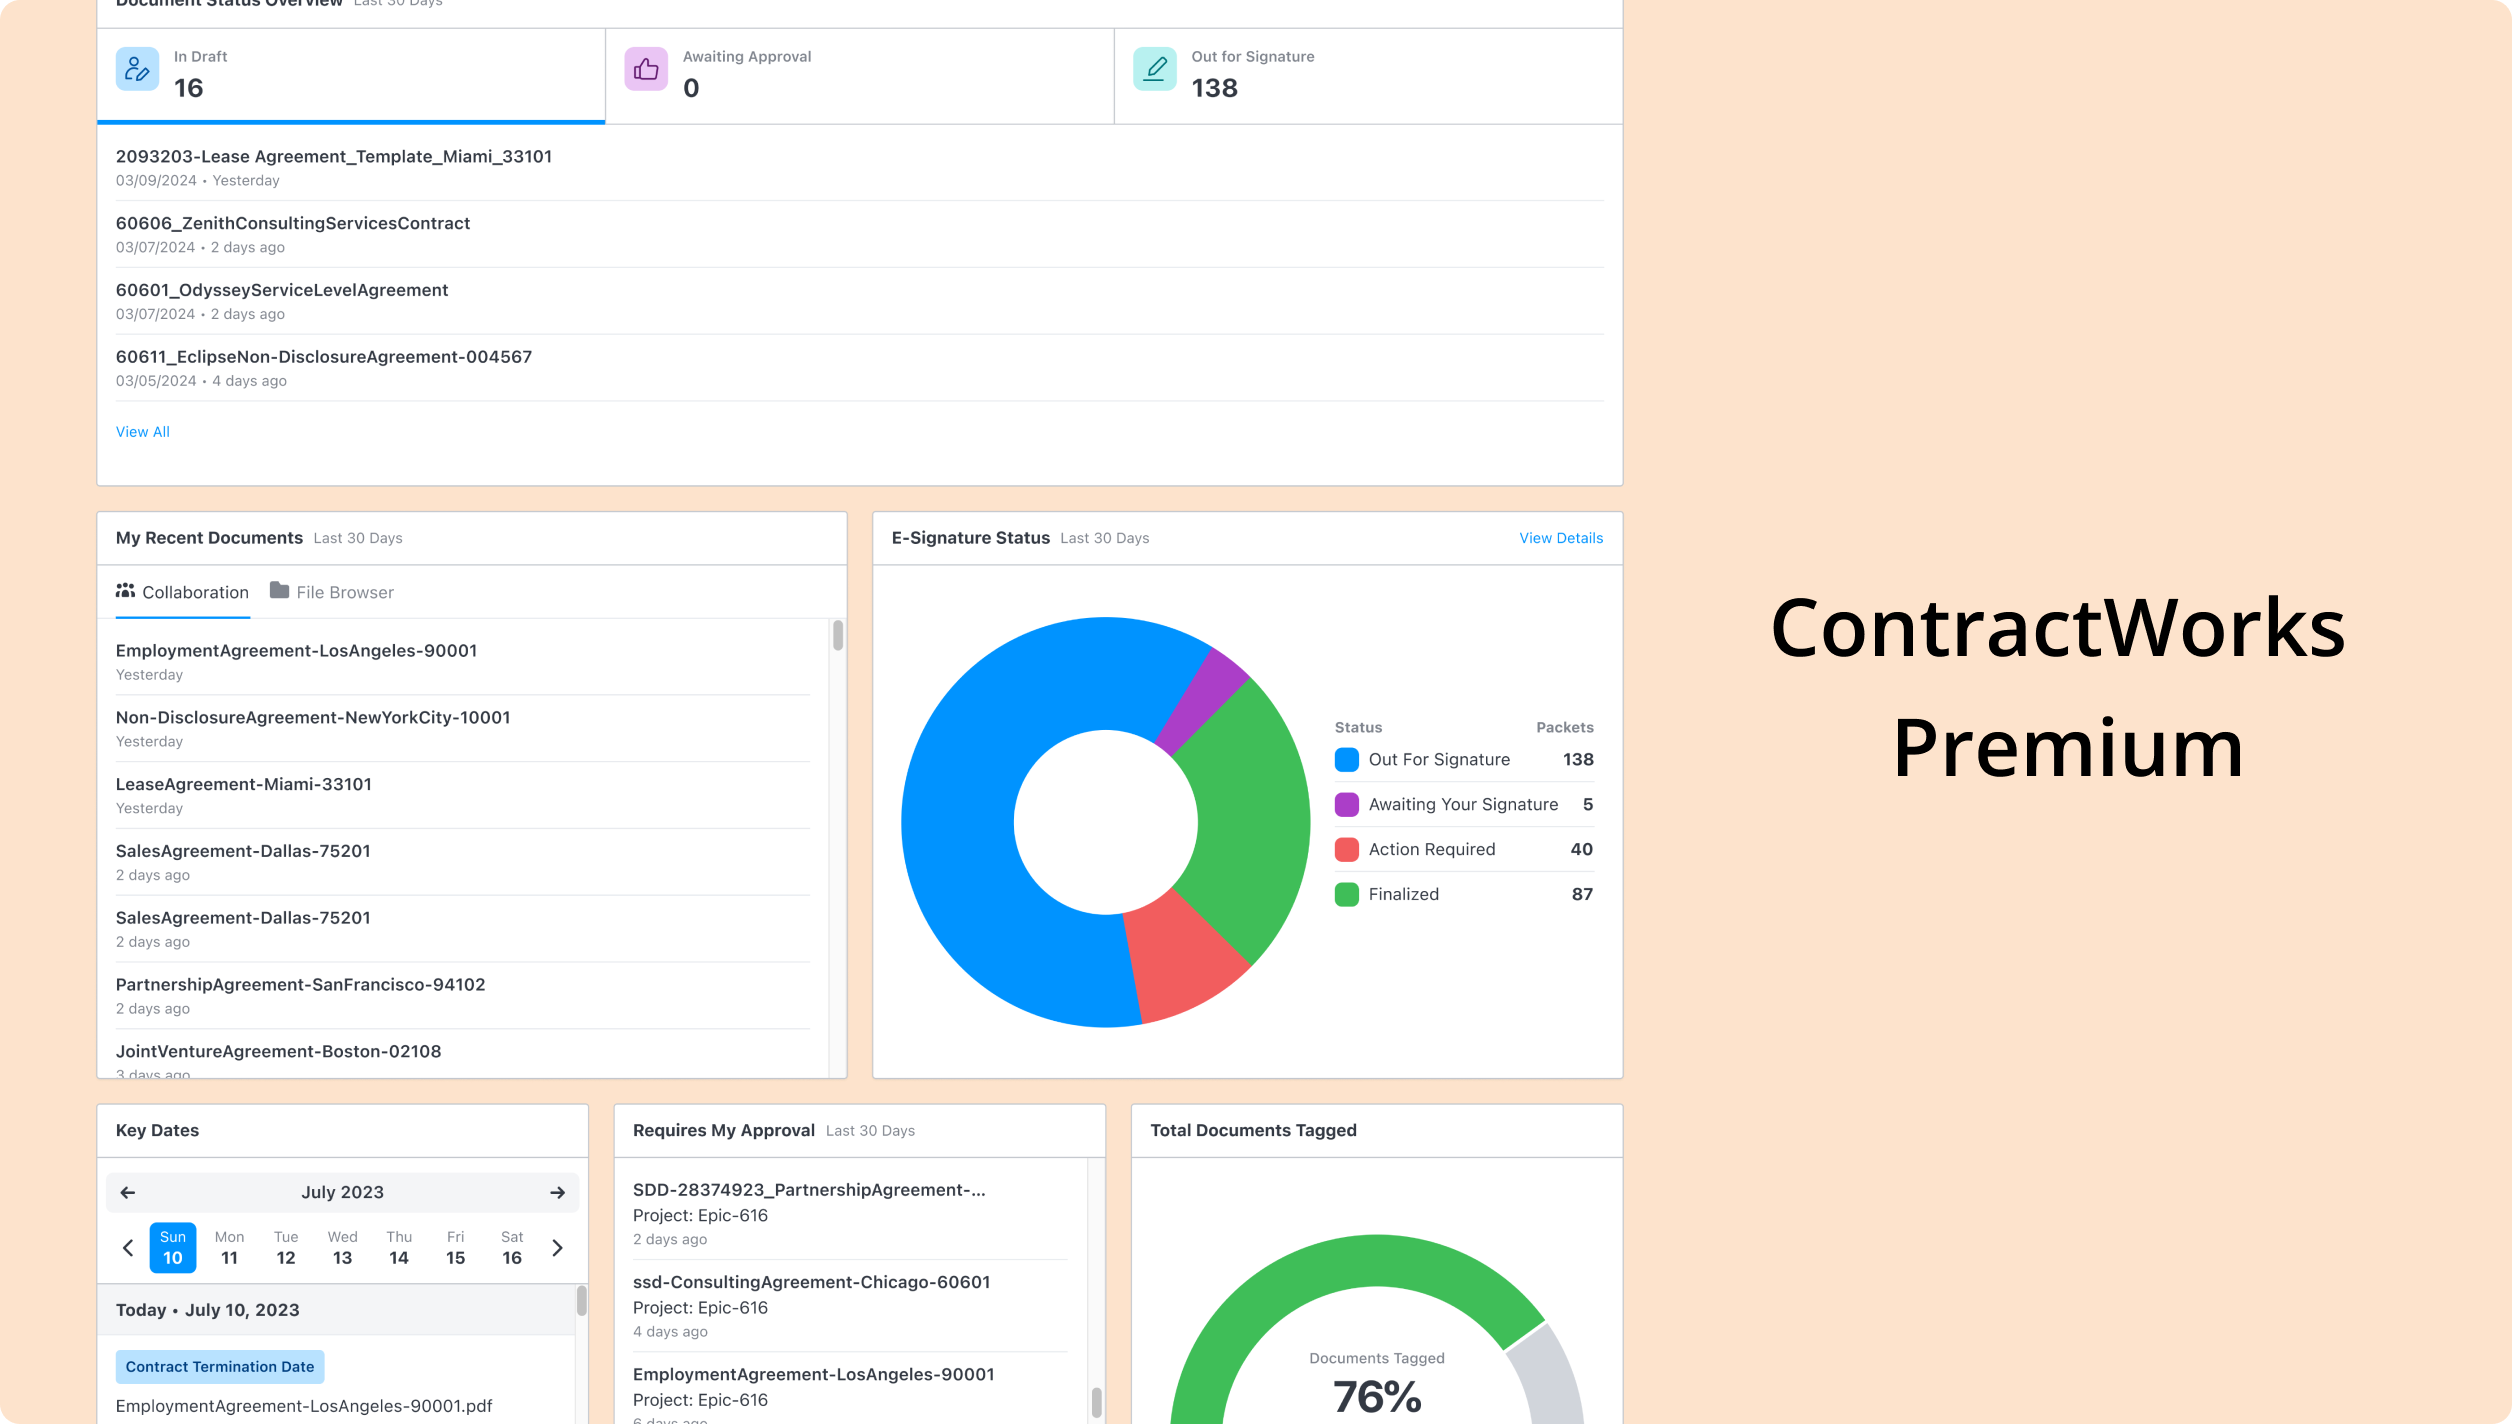 Document Status Overview Last 30 Days
In Draft
16
Awaiting Approval
0
Out for Signature
138
2093203-Lease Agreement_Template_Miami_33101
03/09/2024 • Yesterday
60606_ZenithConsultingServicesContract
03/07/2024 • 2 days ago
60601_OdysseyServiceLevelAgreement
03/07/2024 • 2 days ago
60611_EclipseNon-DisclosureAgreement-004567
03/05/2024 • 4 days ago
View All
My Recent Documents Last 30 Days
Collaboration File Browser
EmploymentAgreement-LosAngeles-90001
Yesterday
Non-DisclosureAgreement-NewYorkCity-10001
Yesterday
LeaseAgreement-Miami-33101
Yesterday
SalesAgreement-Dallas-75201
2 days ago
SalesAgreement-Dallas-75201
2 days ago
PartnershipAgreement-SanFrancisco-94102
2 days ago
JointVentureAgreement-Boston-02108
3 days ago
E-Signature Status Last 30 Days View Details
Status Packets
Out For Signature 138
Awaiting Your Signature 5
Action Required 40
Finalized 87
Key Dates
July 2023
Sun Mon Tue Wed Thu Fri Sat
10 11 12 13 14 15 16
Today • July 10, 2023
Contract Termination Date
EmploymentAgreement-LosAngeles-90001.pdf
Requires My Approval Last 30 Days
SDD-28374923_PartnershipAgreement-...
Project: Epic-616
2 days ago
ssd-ConsultingAgreement-Chicago-60601
Project: Epic-616
4 days ago
EmploymentAgreement-LosAngeles-90001
Project: Epic-616
6 days ago
Total Documents Tagged
Documents Tagged
76%
ContractWorks
Premium